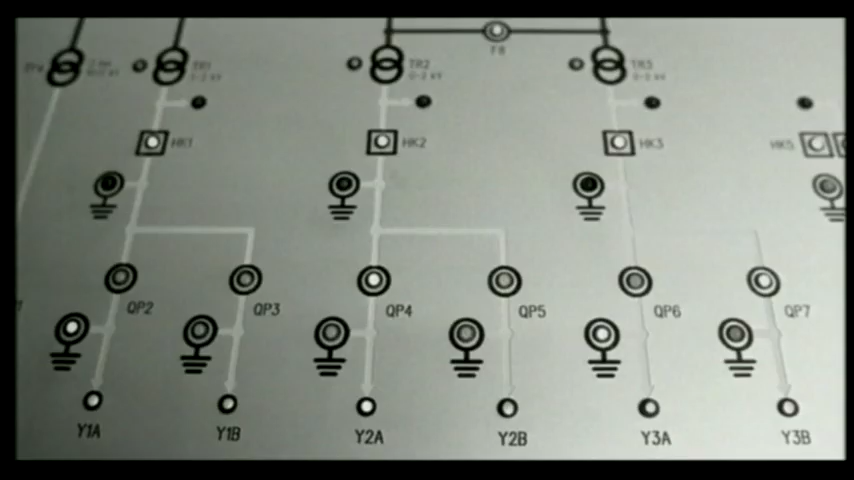 TR1
TR2
F8
TR3
HK1
HK2
HK3
HK5
QP2
QP3
QP4
QP5
QP6
QP7
Y1A
Y1B
Y2A
Y2B
Y3A
Y3B